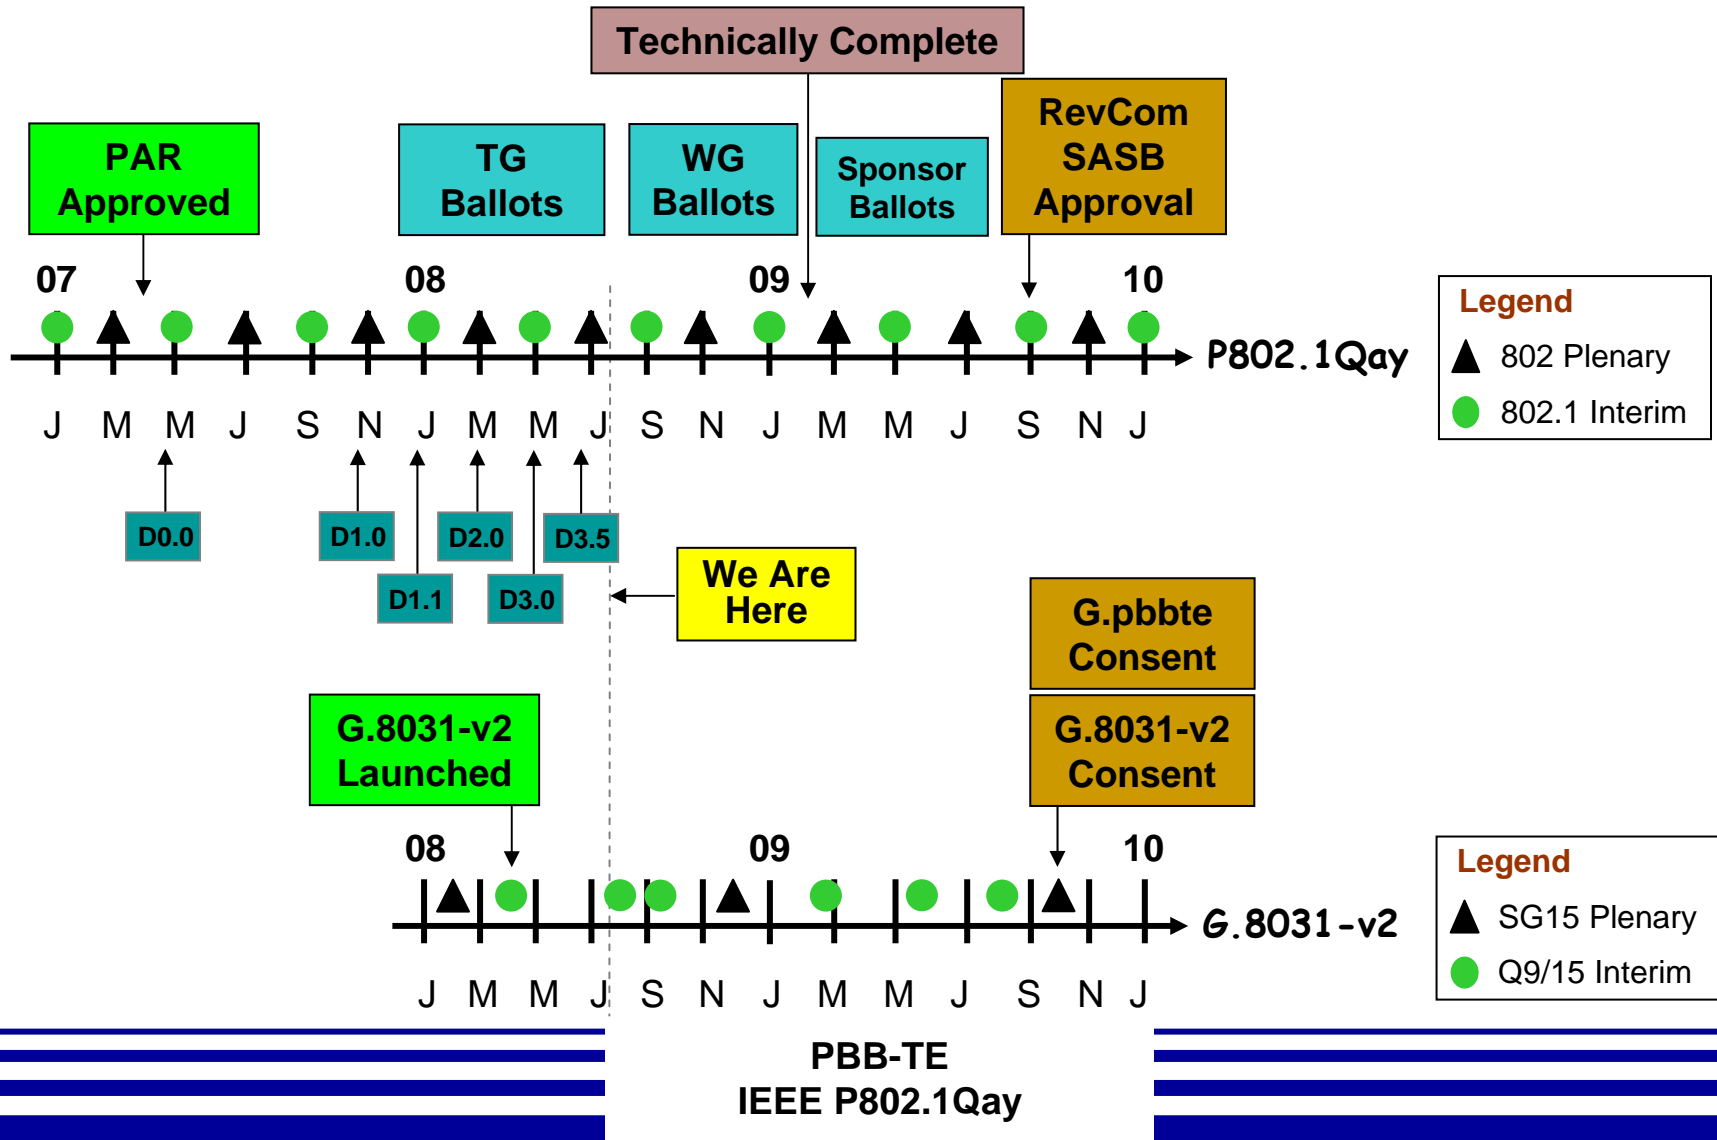 Technically Complete
PAR
Approved
TG
Ballots
WG
Ballots
Sponsor
Ballots
RevCom
SASB
Approval
07
08
09
10
P802.1Qay
J M M J S N J M M J S N J M M J S N J
Legend
802 Plenary
802.1 Interim
D0.0
D1.0
D2.0
D3.5
D1.1
D3.0
We Are
Here
G.pbbte
Consent
G.8031-v2
Launched
G.8031-v2
Consent
08
09
10
G.8031-v2
J M M J S N J M M J S N J
Legend
SG15 Plenary
Q9/15 Interim
PBB-TE
IEEE P802.1Qay